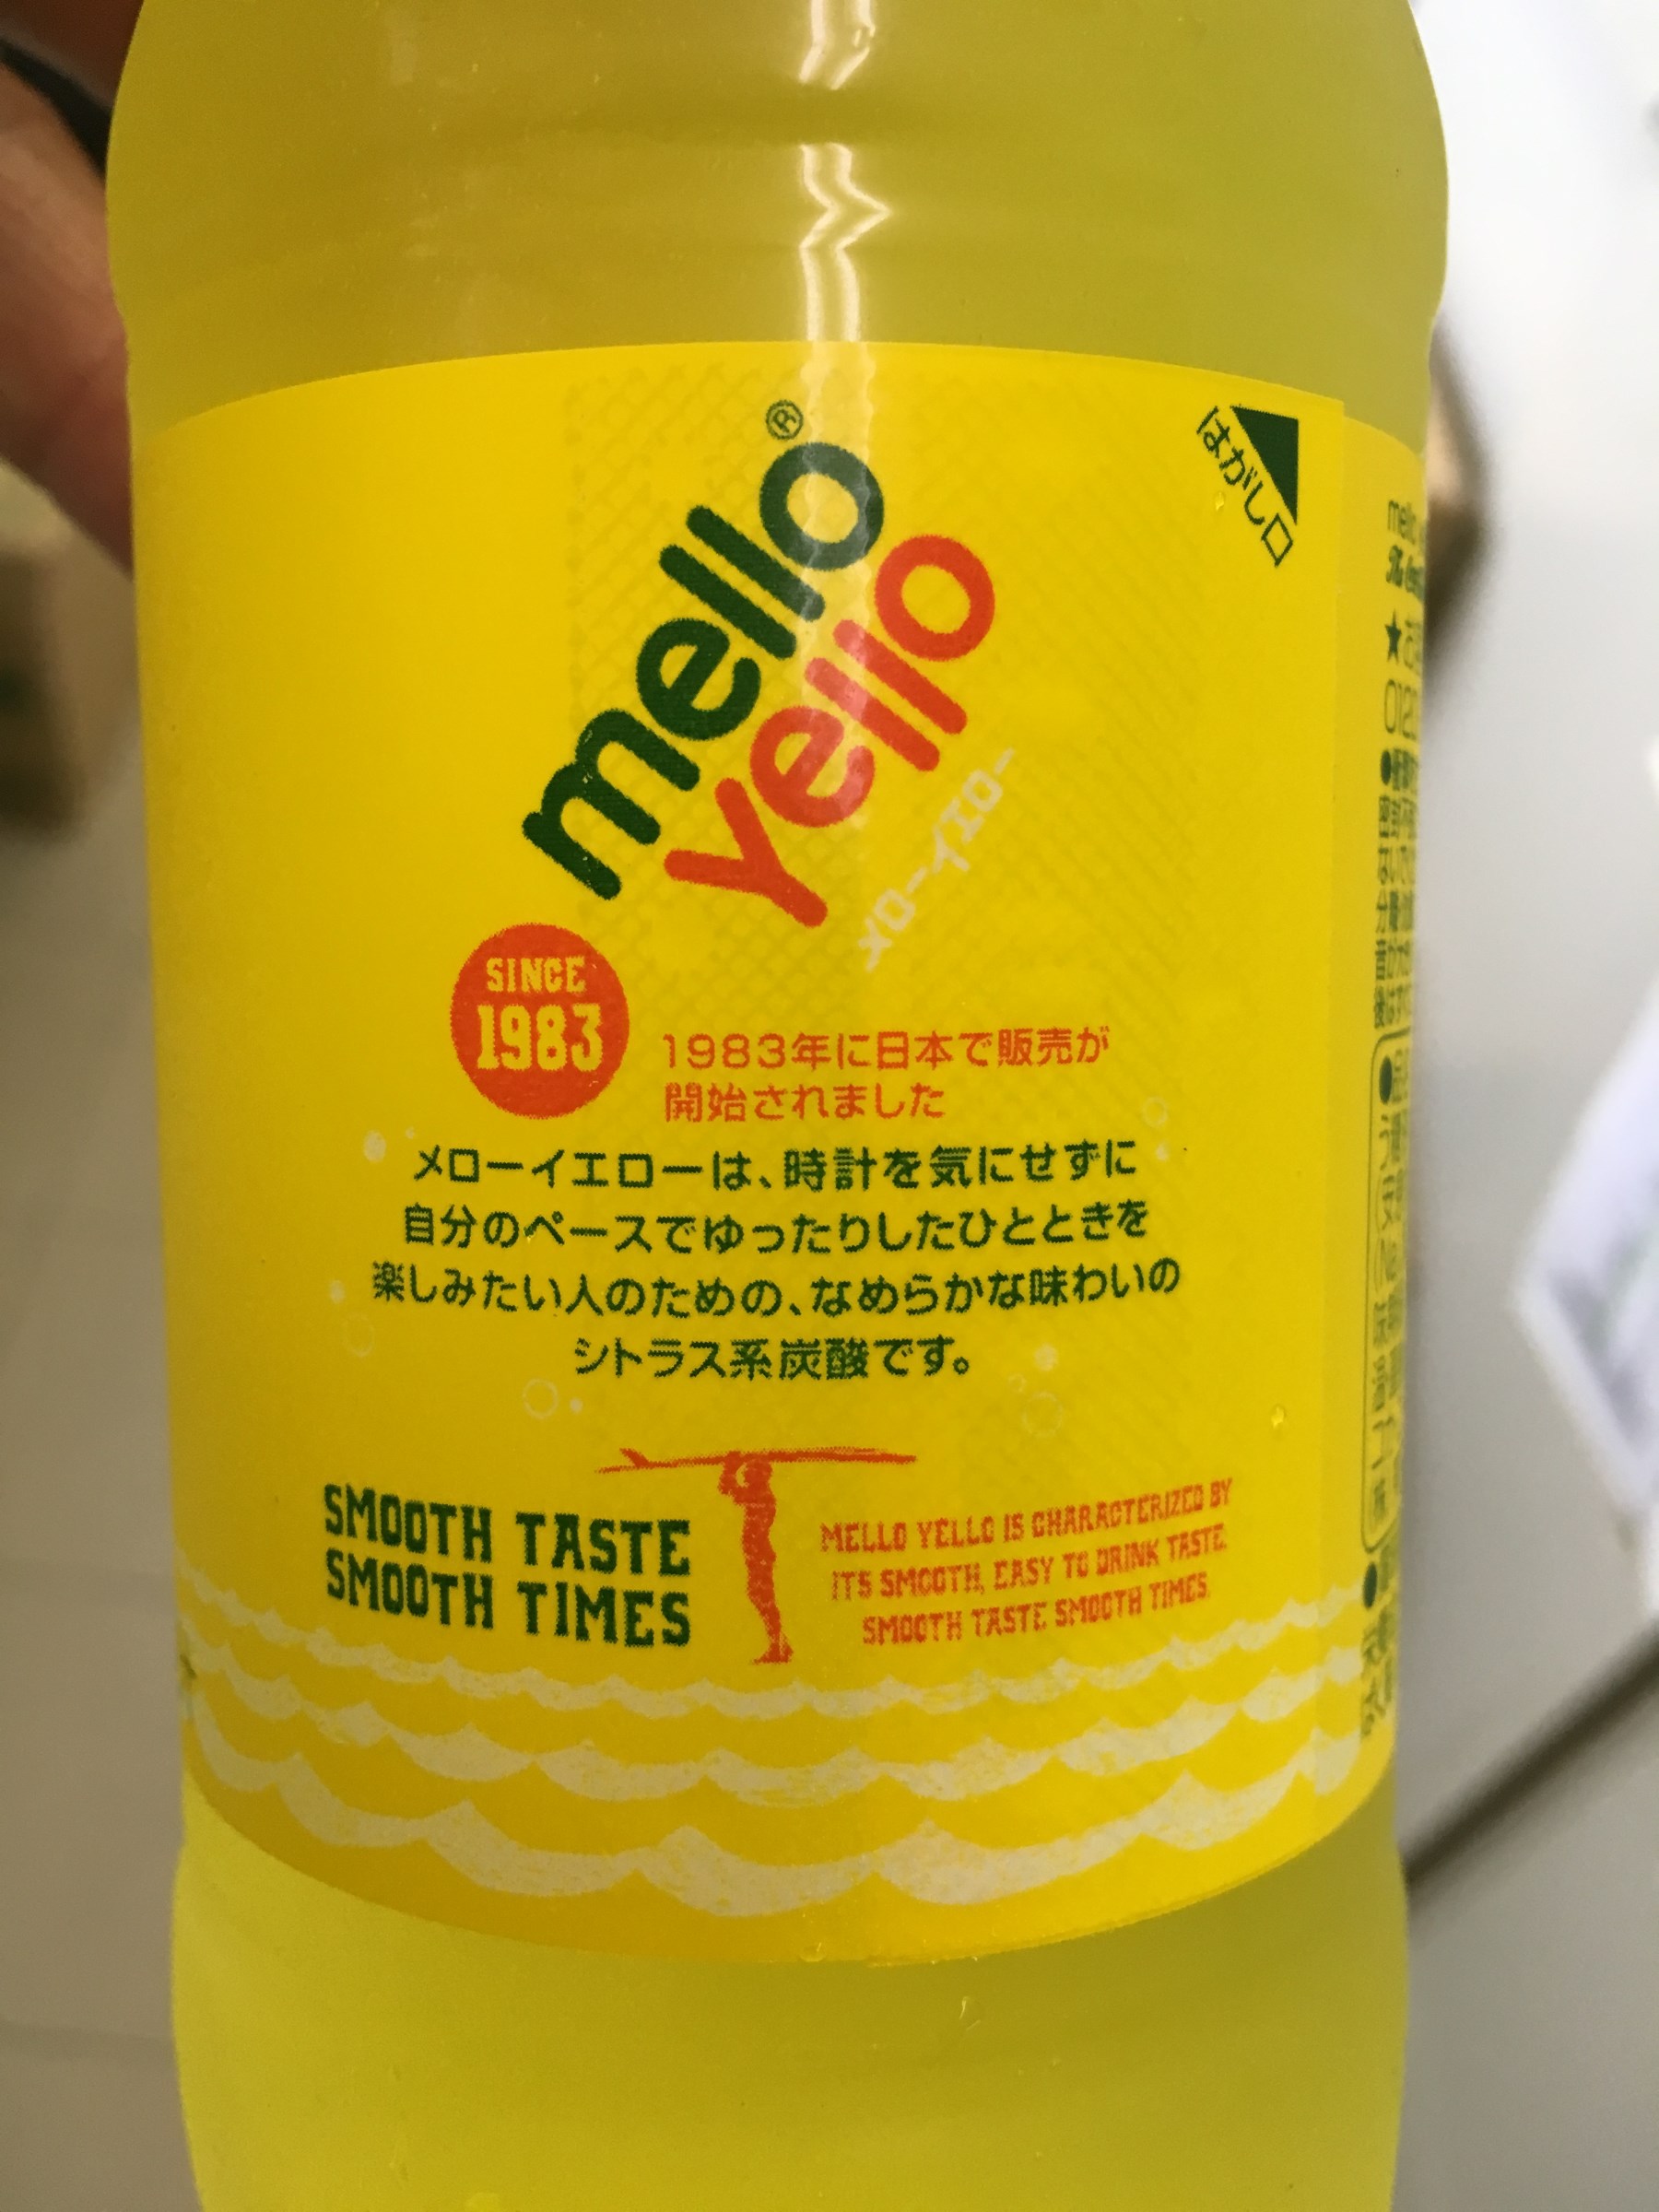 mello®
Yello
メローイエロー
はがし口
SINCE
1983
1983年に日本で販売が
開始されました
メローイエローは、時計を気にせずに
自分のペースでゆったりしたひとときを
楽しみたい人のための、なめらかな味わいの
シトラス系炭酸です。
SMOOTH TASTE
SMOOTH TIMES
MELLO YELLO IS CHARACTERIZED BY
ITS SMOOTH, EASY TO DRINK TASTE.
SMOOTH TASTE SMOOTH TIMES.